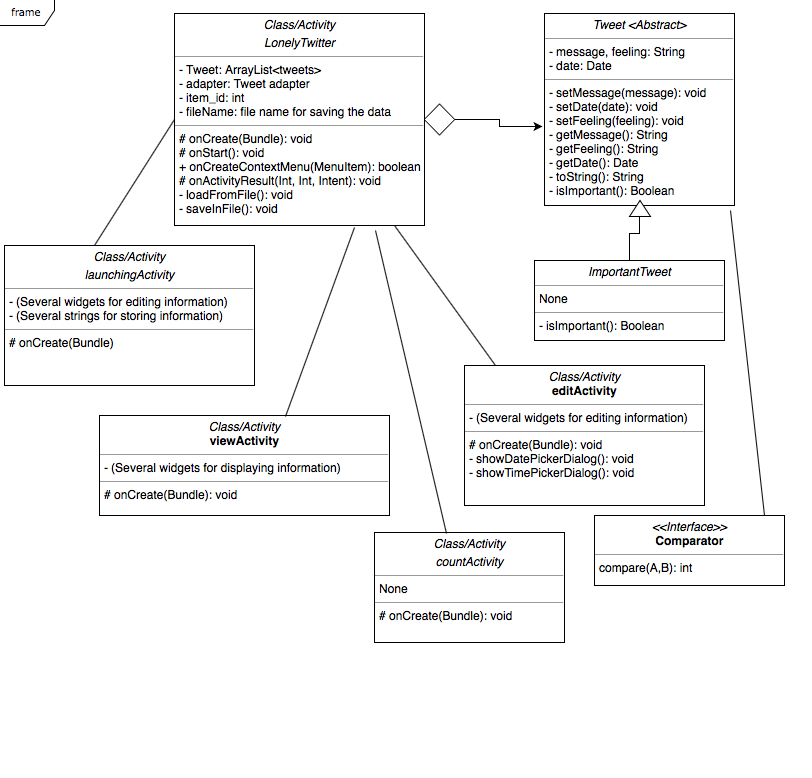 frame
Class/Activity
LonelyTwitter
- Tweet: ArrayList<tweets>
- adapter: Tweet adapter
- item_id: int
- fileName: file name for saving the data
# onCreate(Bundle): void
# onStart(): void
+ onCreateContextMenu(MenuItem): boolean
# onActivityResult(Int, Int, Intent): void
- loadFromFile(): void
- saveInFile(): void
Tweet <Abstract>
- message, feeling: String
- date: Date
- setMessage(message): void
- setDate(date): void
- setFeeling(feeling): void
- getMessage(): String
- getFeeling(): String
- getDate(): Date
- toString(): String
- isImportant(): Boolean
Class/Activity
launchingActivity
- (Several widgets for editing information)
- (Several strings for storing information)
# onCreate(Bundle)
ImportantTweet
None
- isImportant(): Boolean
Class/Activity
editActivity
- (Several widgets for editing information)
# onCreate(Bundle): void
- showDatePickerDialog(): void
- showTimePickerDialog(): void
Class/Activity
viewActivity
- (Several widgets for displaying information)
# onCreate(Bundle): void
<<Interface>>
Comparator
compare(A,B): int
Class/Activity
countActivity
None
# onCreate(Bundle): void